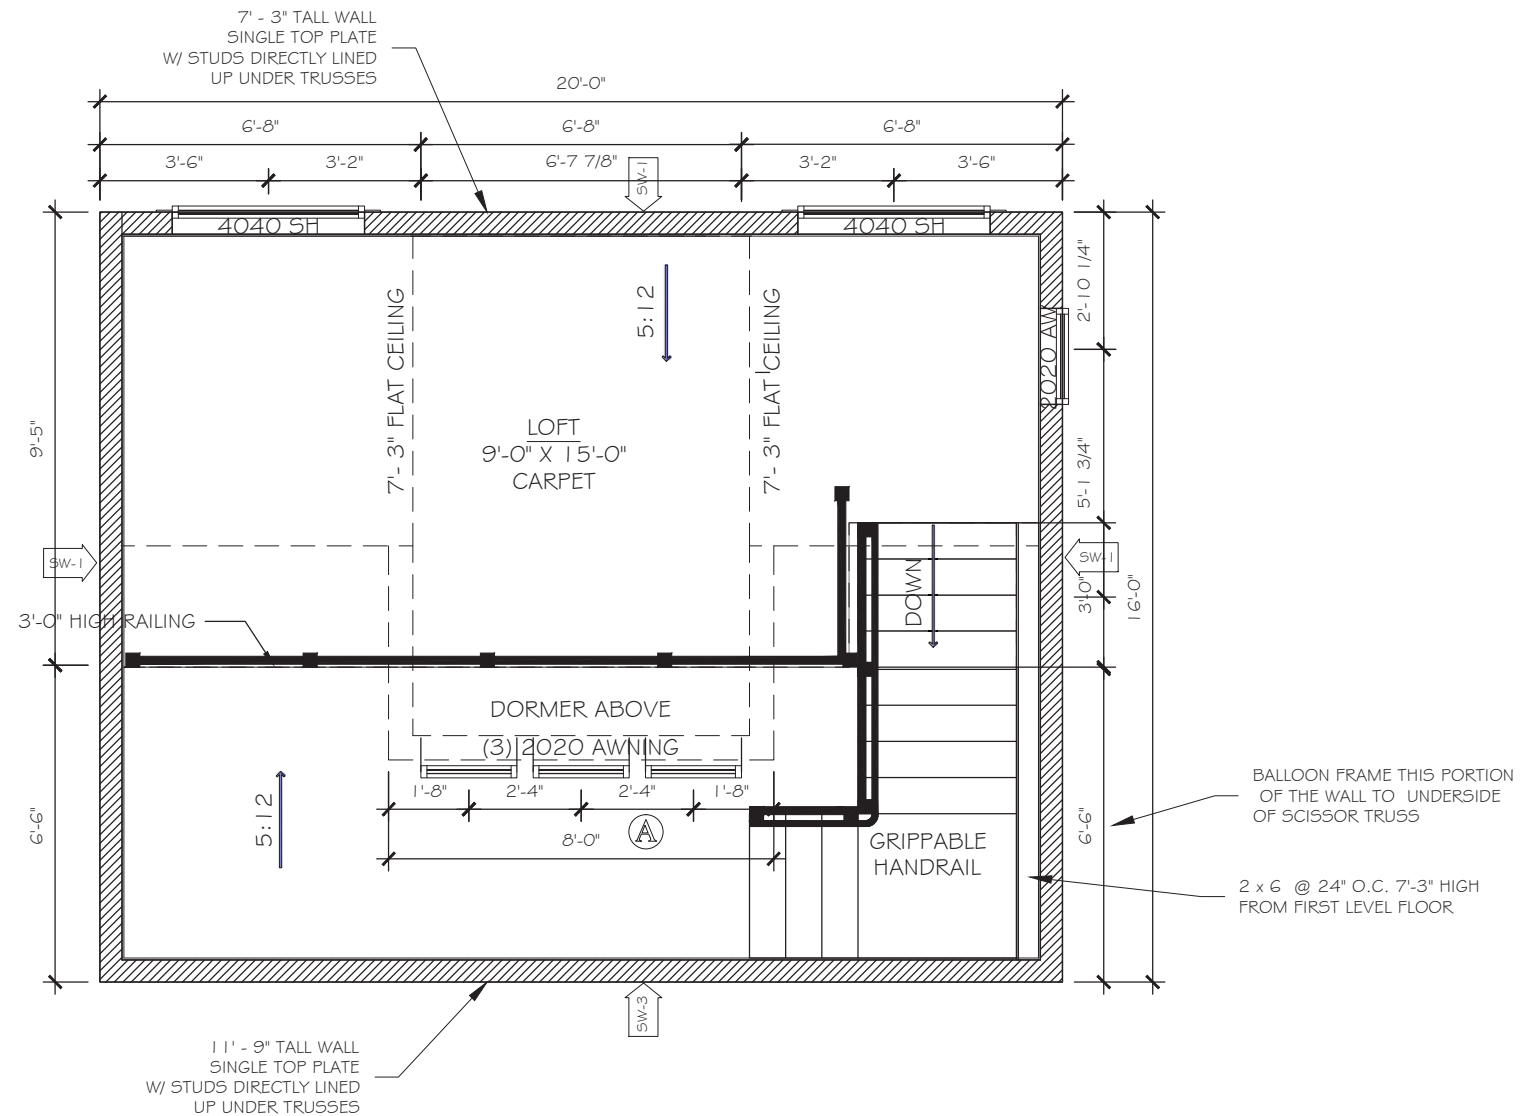 7' - 3" TALL WALL
SINGLE TOP PLATE
W/ STUDS DIRECTLY LINED
UP UNDER TRUSSES
20'-0"
6'-8"
6'-8"
6'-8"
3'-6"
3'-2"
6'-7 7/8"
3'-2"
3'-6"
SW-1
4040 SH
4040 SH
2'-10 1/4"
2020 AW
5:12
7'- 3" FLAT CEILING
7'- 3" FLAT CEILING
9'-5"
LOFT
9'-0" X 15'-0"
CARPET
5'-1 3/4"
SW-1
SW-1
DOWN
3'-0"
16'-0"
3'-0" HIGH RAILING
DORMER ABOVE
(3) 2020 AWNING
1'-8"
2'-4"
2'-4"
1'-8"
5:12
6'-6"
8'-0"
A
GRIPPABLE
HANDRAIL
6'-6"
BALLOON FRAME THIS PORTION
OF THE WALL TO UNDERSIDE
OF SCISSOR TRUSS
2 x 6 @ 24" O.C. 7'-3" HIGH
FROM FIRST LEVEL FLOOR
SW-3
11' - 9" TALL WALL
SINGLE TOP PLATE
W/ STUDS DIRECTLY LINED
UP UNDER TRUSSES